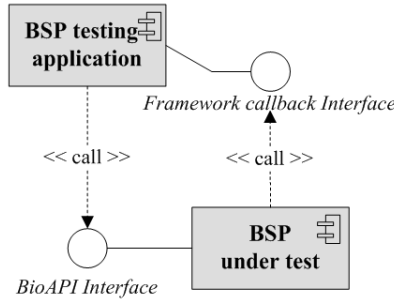 BSP testing
application
Framework callback Interface
<< call >>
<< call >>
BSP
under test
BioAPI Interface